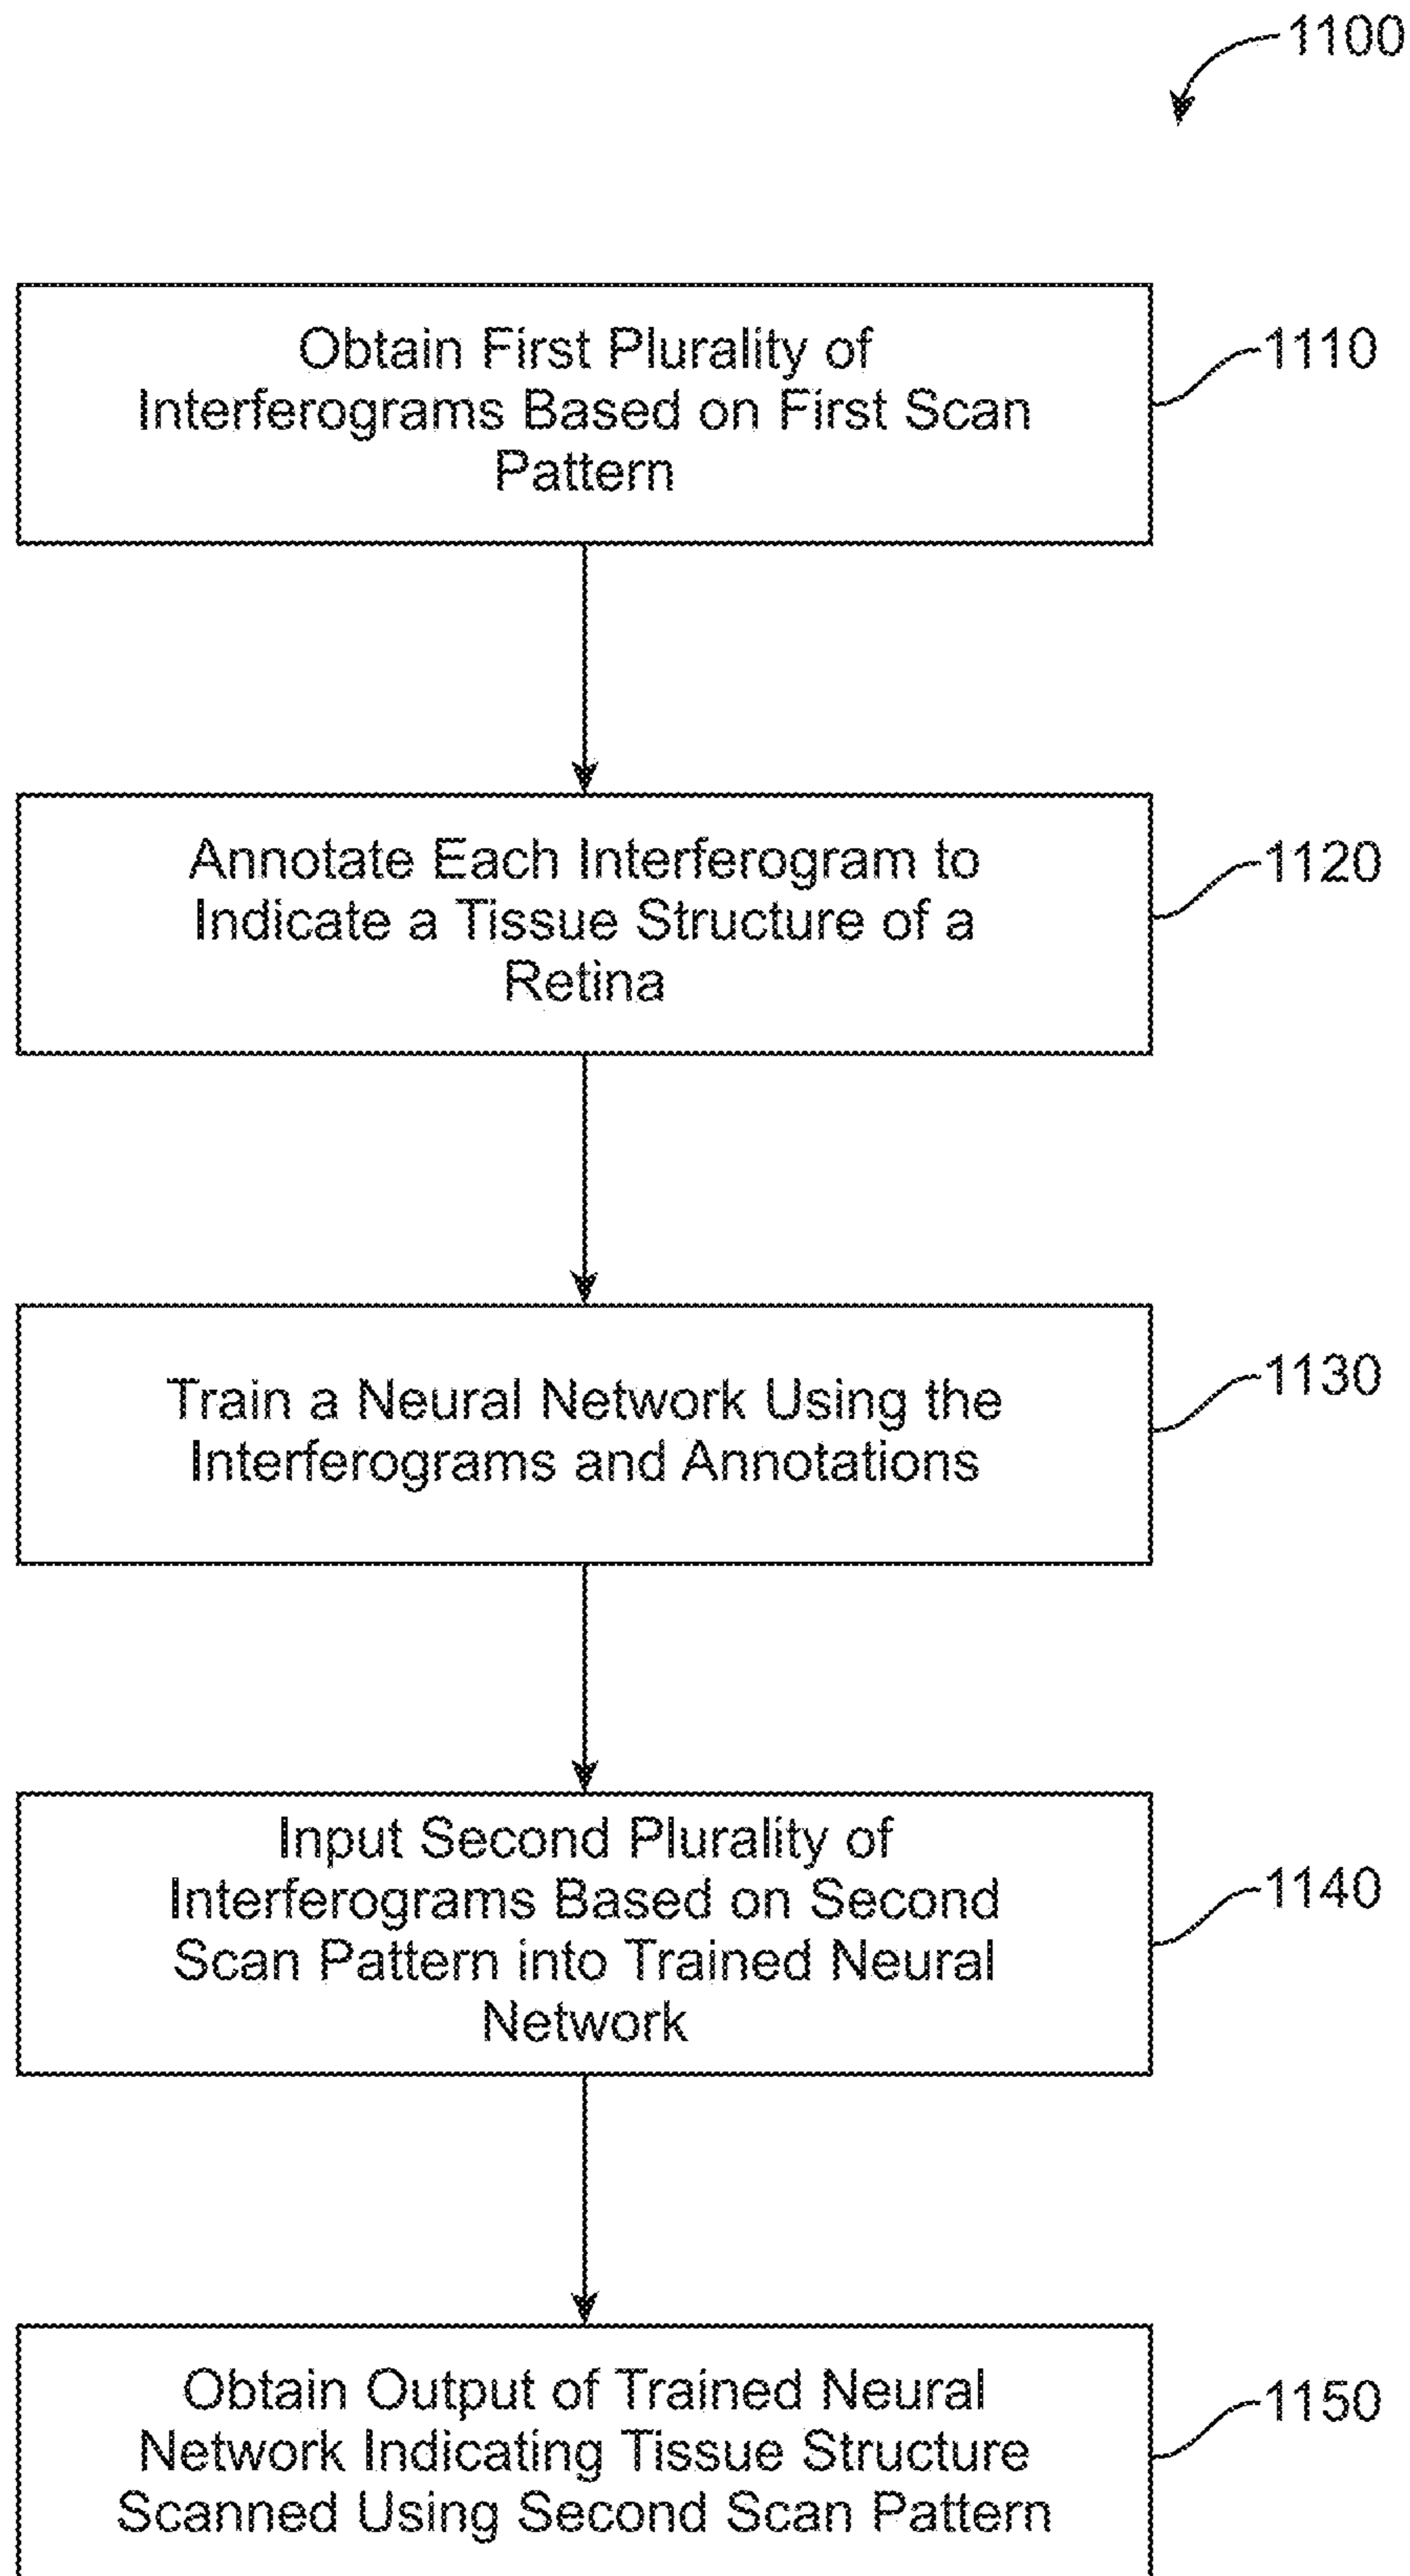 1100
Obtain First Plurality of
Interferograms Based on First Scan
Pattern
1110
Annotate Each Interferogram to
Indicate a Tissue Structure of a
Retina
1120
Train a Neural Network Using the
Interferograms and Annotations
1130
Input Second Plurality of
Interferograms Based on Second
Scan Pattern into Trained Neural
Network
1140
Obtain Output of Trained Neural
Network Indicating Tissue Structure
Scanned Using Second Scan Pattern
1150